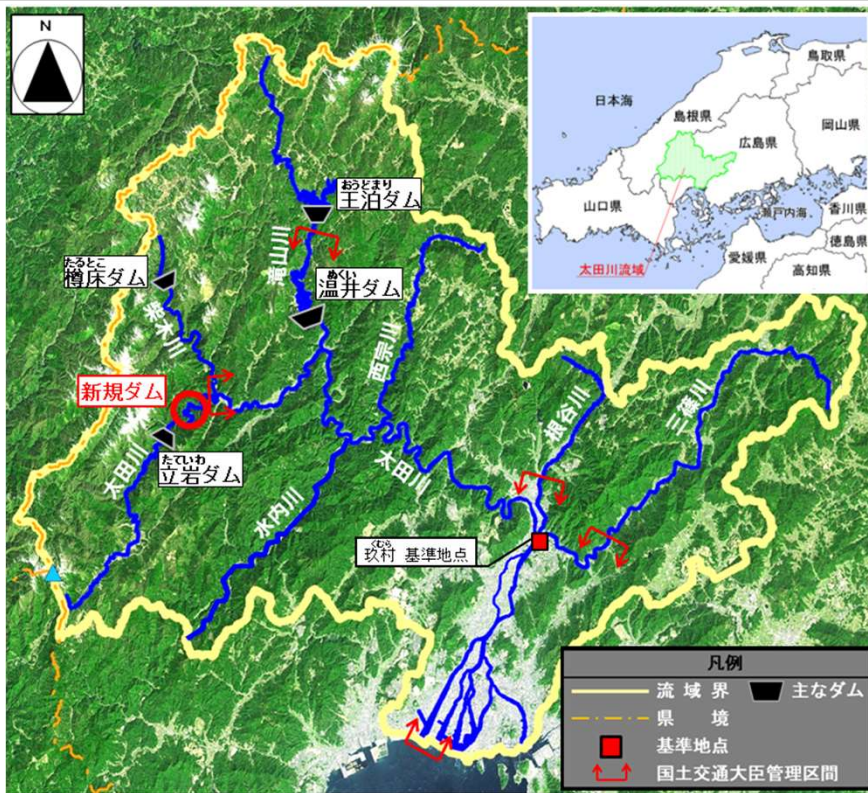 N
日本海
鳥取県
島根県
岡山県
広島県
山口県
瀬戸内海
香川県
徳島県
愛媛県
高知県
太田川流域
おうどまり
王泊ダム
滝山川
たるとこ
樽床ダム
ぬくい
温井ダム
柴木川
西宗川
新規ダム
根谷川
三篠川
たていわ
立岩ダム
太田川
太田川
水内川
くむら
玖村 基準地点
凡例
流域界
主なダム
県境
基準地点
国土交通大臣管理区間